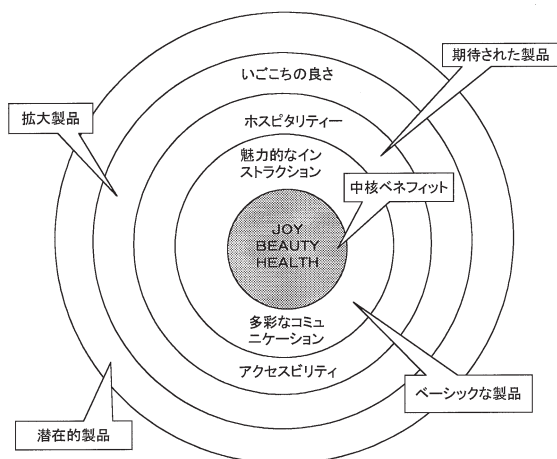 期待された製品
いごこちの良さ
拡大製品
ホスピタリティー
魅力的なイン
ストラクション
中核ベネフィット
JOY
BEAUTY
HEALTH
多彩なコミュ
ニケーション
アクセスビリティ
ベーシックな製品
潜在的製品